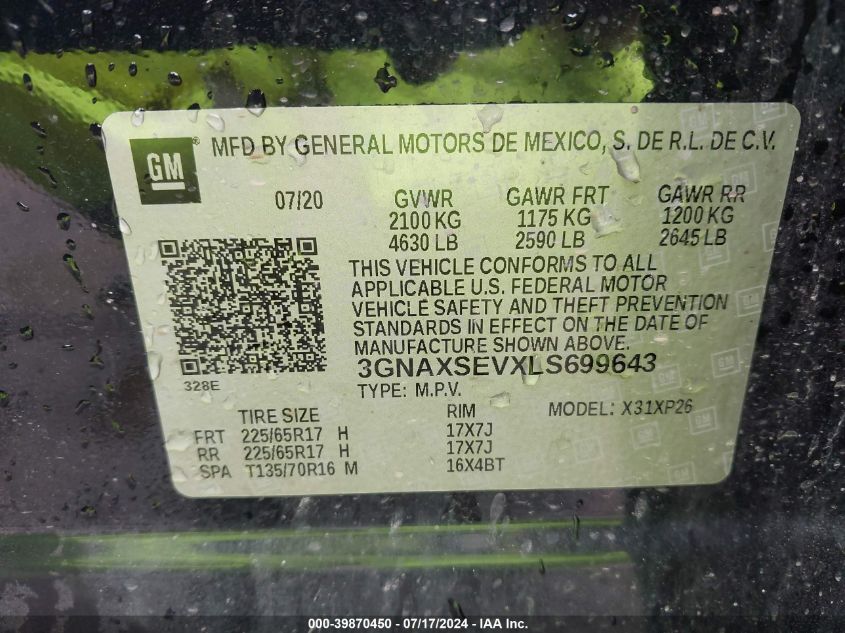 GM
MFD BY GENERAL MOTORS DE MEXICO, S. DE R.L. DE C.V.
07/20 GVWR GAWR FRT GAWR RR
2100 KG 1175 KG 1200 KG
4630 LB 2590 LB 2645 LB
THIS VEHICLE CONFORMS TO ALL
APPLICABLE U.S. FEDERAL MOTOR
VEHICLE SAFETY AND THEFT PREVENTION
STANDARDS IN EFFECT ON THE DATE OF
MANUFACTURE SHOWN ABOVE.
328E
3GNAXSEVXLS699643
TYPE: M.P.V.
TIRE SIZE RIM MODEL: X31XP26
FRT 225/65R17 H 17X7J
RR 225/65R17 H 17X7J
SPA T135/70R16 M 16X4BT
000-39870450 - 07/17/2024 - IAA Inc.